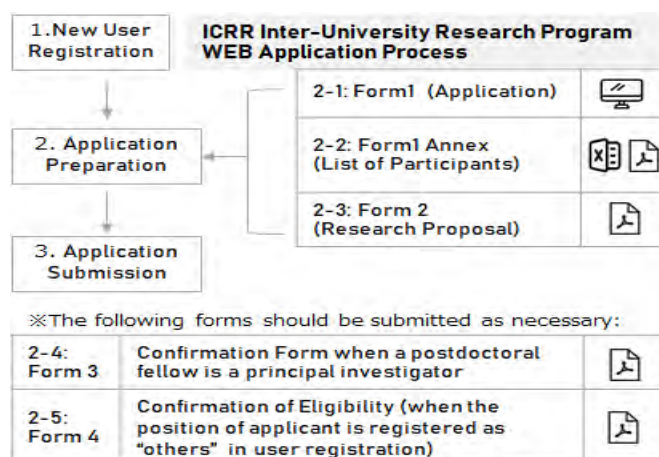 1.New User
Registration
ICRR Inter-University Research Program
WEB Application Process
2. Application
Preparation
2-1: Form1 (Application)
2-2: Form1 Annex
(List of Participants)
2-3: Form 2
(Research Proposal)
3. Application
Submission
※The following forms should be submitted as necessary:
2-4:
Form 3
Confirmation Form when a postdoctoral
fellow is a principal investigator
2-5:
Form 4
Confirmation of Eligibility (when the
position of applicant is registered as
"others" in user registration)